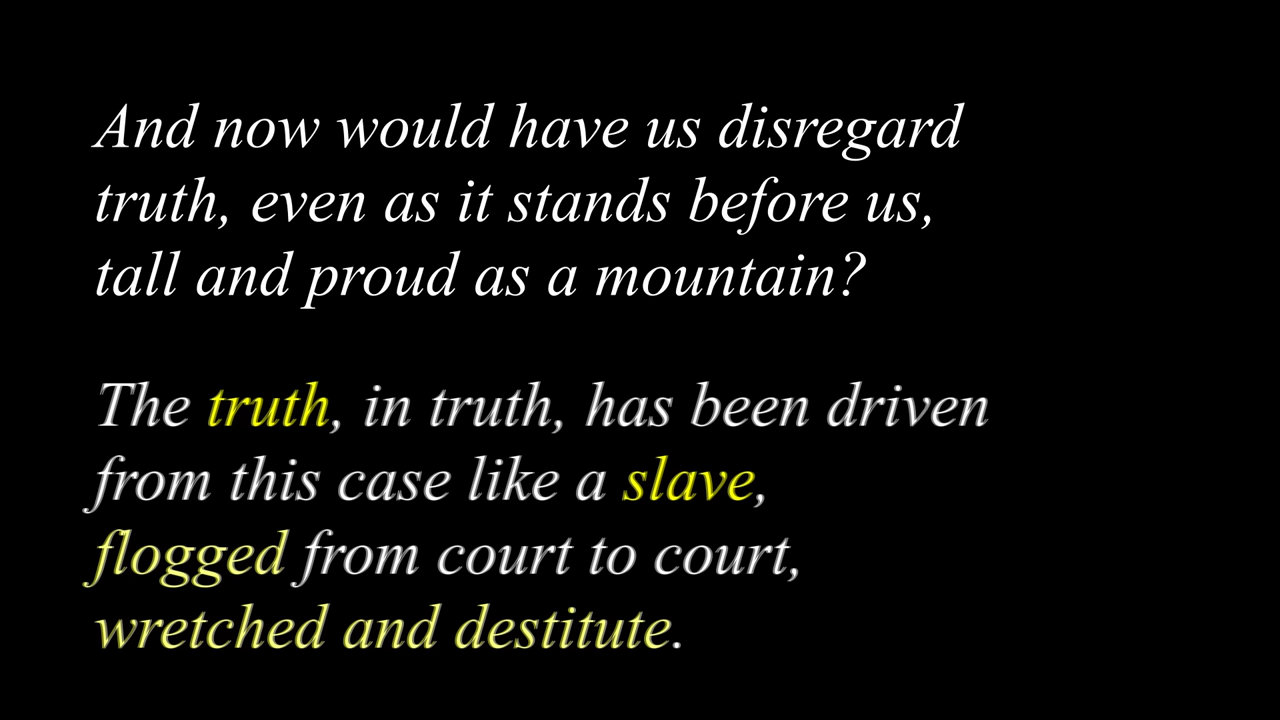 And now would have us disregard
truth, even as it stands before us,
tall and proud as a mountain?
The truth, in truth, has been driven
from this case like a slave,
flogged from court to court,
wretched and destitute.